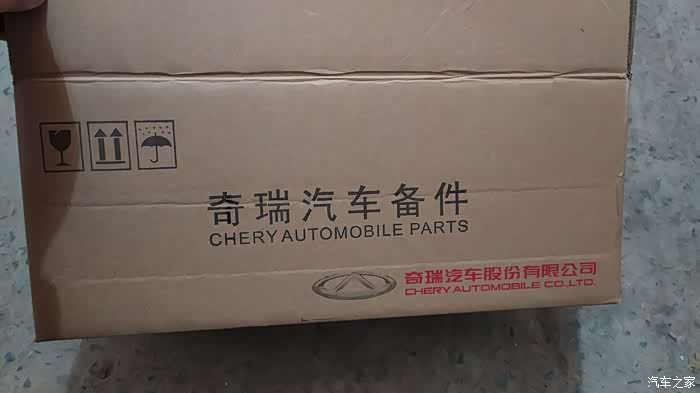 奇瑞汽车备件
CHERY AUTOMOBILE PARTS
奇瑞汽车股份有限公司
CHERY AUTOMOBILE CO.,LTD.
汽车之家